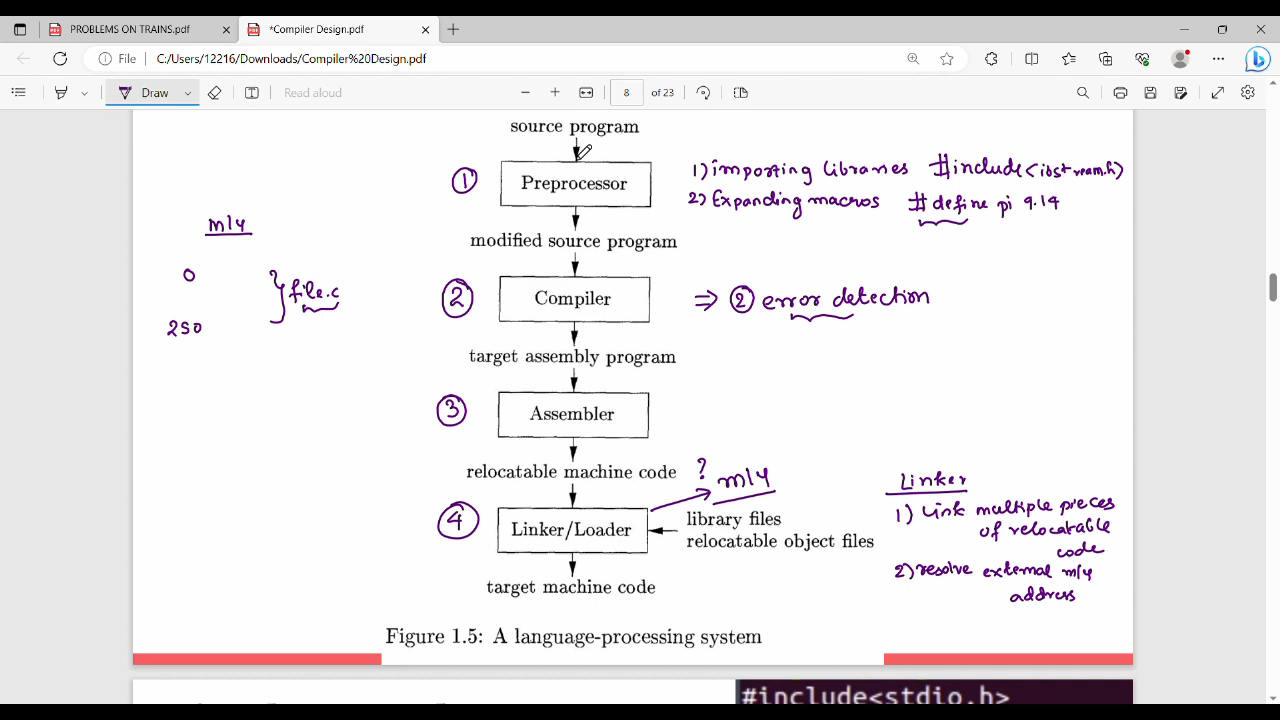 PROBLEMS ON TRAINS.pdf
*Compiler Design.pdf
File C:/Users/12216/Downloads/Compiler%20Design.pdf
Draw
Read aloud
8 of 23
source program
1 Preprocessor
1) importing libraries #include<iostream.h)
2) Expanding macros #define pi 9.14
modified source program
m/y
0
file.c
250
2 Compiler
⇒ 2 error detection
target assembly program
3 Assembler
relocatable machine code
? m/y
4 Linker/Loader
library files
relocatable object files
target machine code
Linker
1) Link multiple pieces
of relocatable
code
2) resolve external m/y
address
Figure 1.5: A language-processing system
#include<stdio.h>